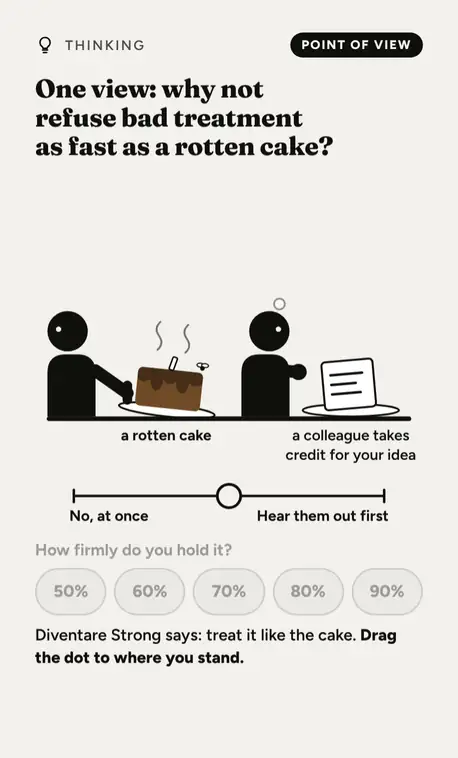 THINKING
POINT OF VIEW
One view: why not
refuse bad treatment
as fast as a rotten cake?
a rotten cake
a colleague takes
credit for your idea
No, at once
Hear them out first
How firmly do you hold it?
50%
60%
70%
80%
90%
Diventare Strong says: treat it like the cake. Drag
the dot to where you stand.